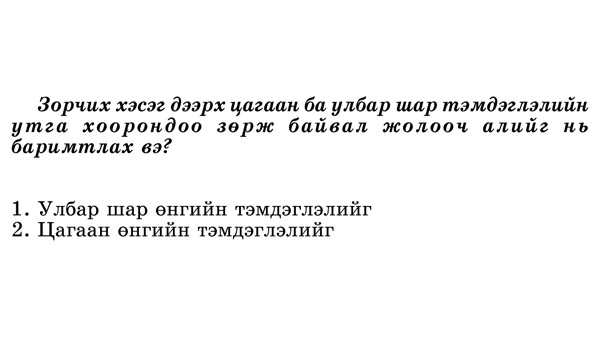 Зорчих хэсэг дээрх цагаан ба улбар шар тэмдэглэлийн
утга хоорондоо зөрж байвал жолооч алийг нь
баримтлах вэ?
1. Улбар шар өнгийн тэмдэглэлийг
2. Цагаан өнгийн тэмдэглэлийг